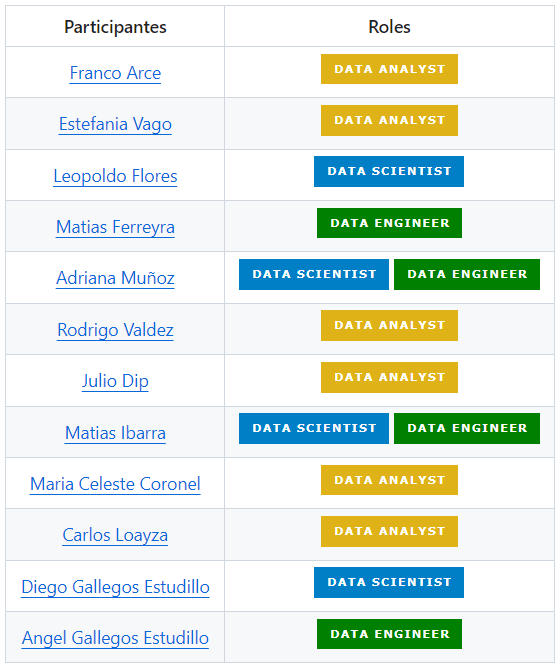 Participantes Roles
Franco Arce DATA ANALYST
Estefania Vago DATA ANALYST
Leopoldo Flores DATA SCIENTIST
Matias Ferreyra DATA ENGINEER
Adriana Muñoz DATA SCIENTIST DATA ENGINEER
Rodrigo Valdez DATA ANALYST
Julio Dip DATA ANALYST
Matias Ibarra DATA SCIENTIST DATA ENGINEER
Maria Celeste Coronel DATA ANALYST
Carlos Loayza DATA ANALYST
Diego Gallegos Estudillo DATA SCIENTIST
Angel Gallegos Estudillo DATA ENGINEER